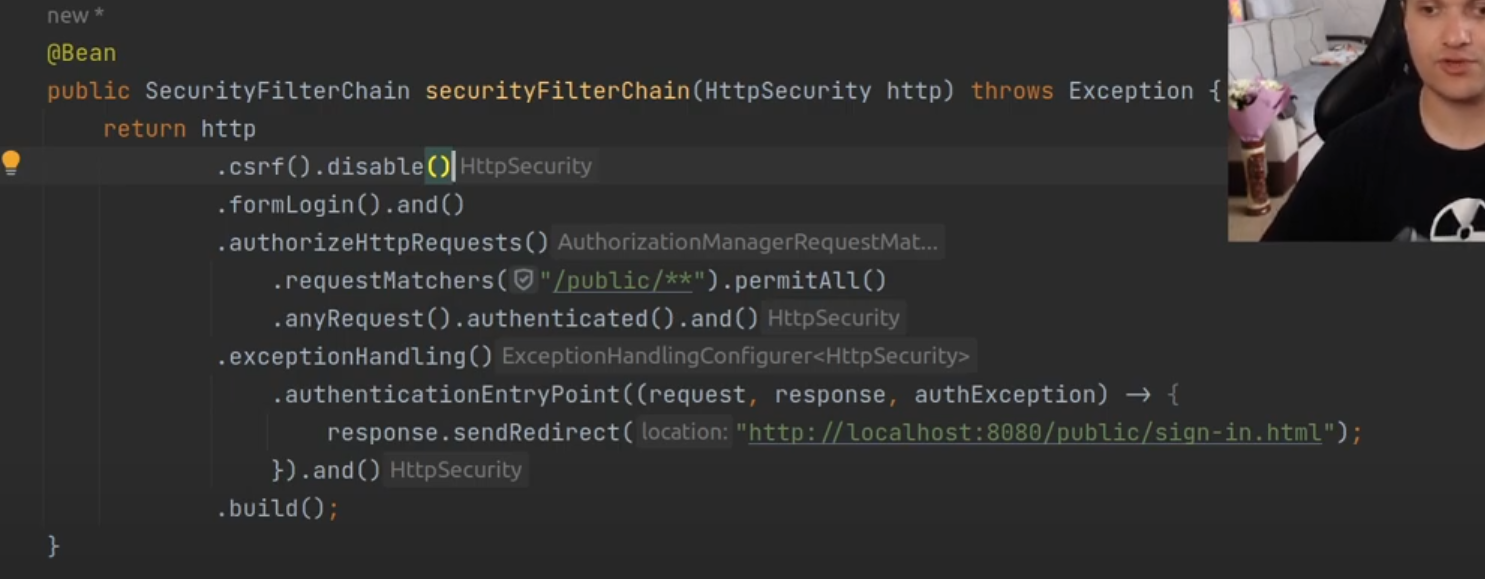 new *
@Bean
public SecurityFilterChain securityFilterChain(HttpSecurity http) throws Exception {
return http
.csrf().disable() HttpSecurity
.formLogin().and()
.authorizeHttpRequests() AuthorizationManagerRequestMat...
.requestMatchers("/public/**").permitAll()
.anyRequest().authenticated().and() HttpSecurity
.exceptionHandling() ExceptionHandlingConfigurer<HttpSecurity>
.authenticationEntryPoint((request, response, authException) → {
response.sendRedirect( location: "http://localhost:8080/public/sign-in.html");
}).and() HttpSecurity
.build();
}